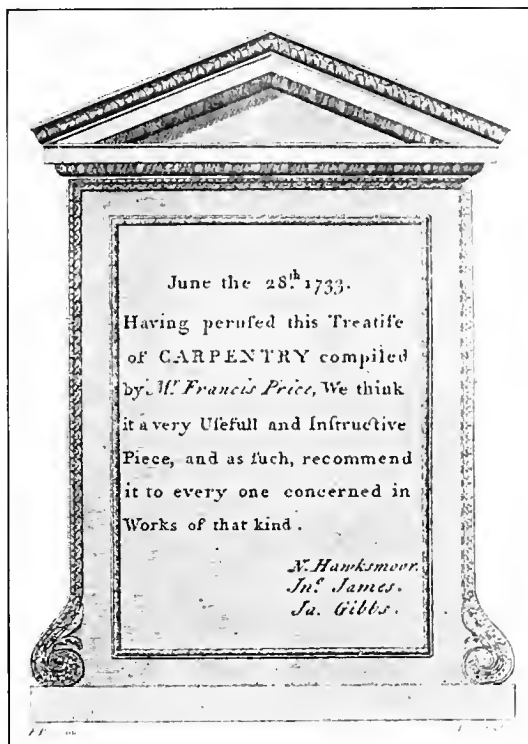 June the 28.th 1733.
Having peruſed this Treatiſe
of CARPENTRY compiled
by Mr. Francis Price, We think
it a very Uſefull and Inſtructive
Piece, and as ſuch, recommend
it to every one concerned in
Works of that kind.
N. Hawksmoor.
Jno. James.
Ja. Gibbs.